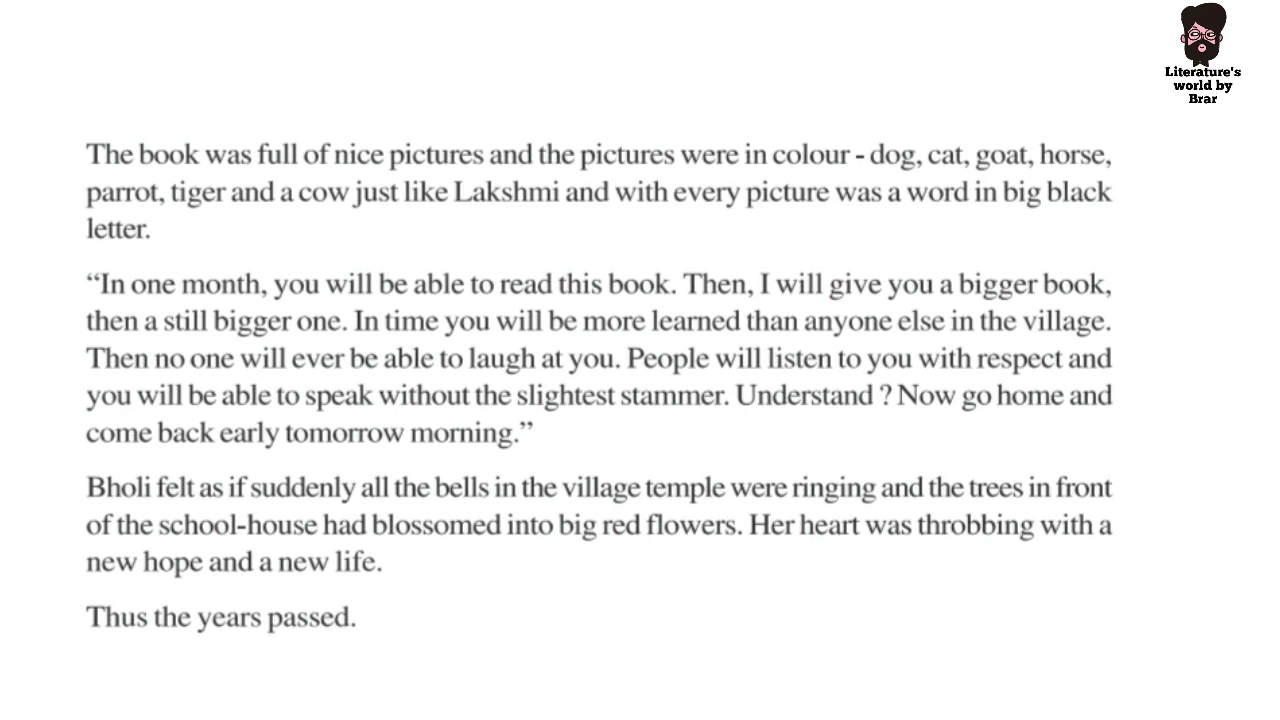 Literature's
world by
Brar
The book was full of nice pictures and the pictures were in colour - dog, cat, goat, horse,
parrot, tiger and a cow just like Lakshmi and with every picture was a word in big black
letter.
“In one month, you will be able to read this book. Then, I will give you a bigger book,
then a still bigger one. In time you will be more learned than anyone else in the village.
Then no one will ever be able to laugh at you. People will listen to you with respect and
you will be able to speak without the slightest stammer. Understand ? Now go home and
come back early tomorrow morning.”
Bholi felt as if suddenly all the bells in the village temple were ringing and the trees in front
of the school-house had blossomed into big red flowers. Her heart was throbbing with a
new hope and a new life.
Thus the years passed.